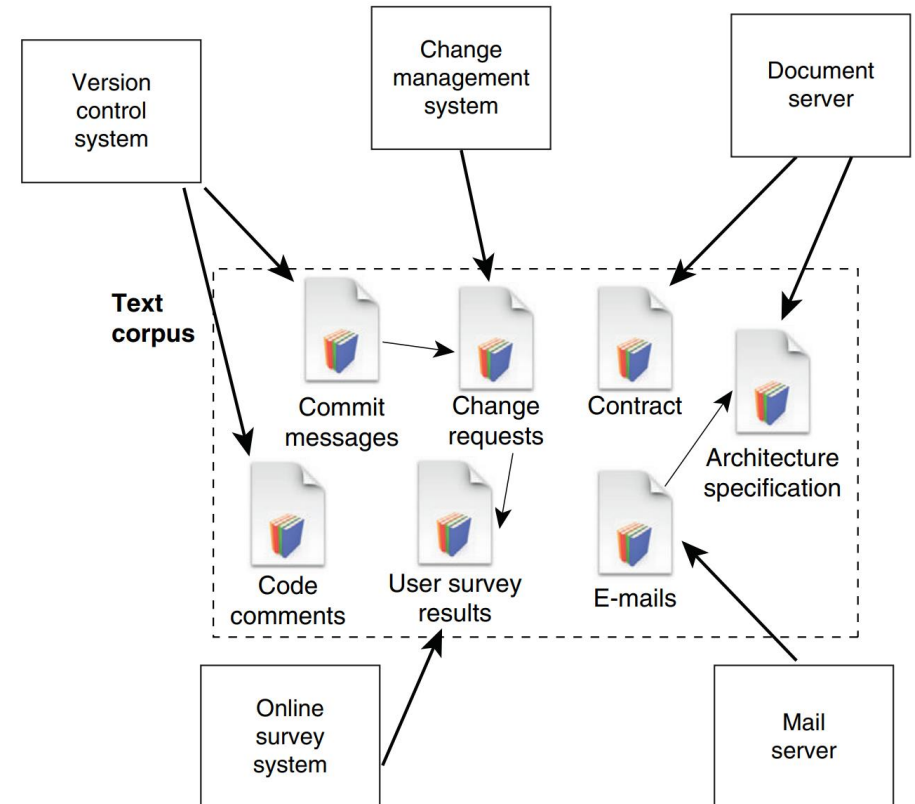 Version
control
system
Change
management
system
Document
server
Text
corpus
Commit
messages
Change
requests
Contract
Architecture
specification
Code
comments
User survey
results
E-mails
Online
survey
system
Mail
server